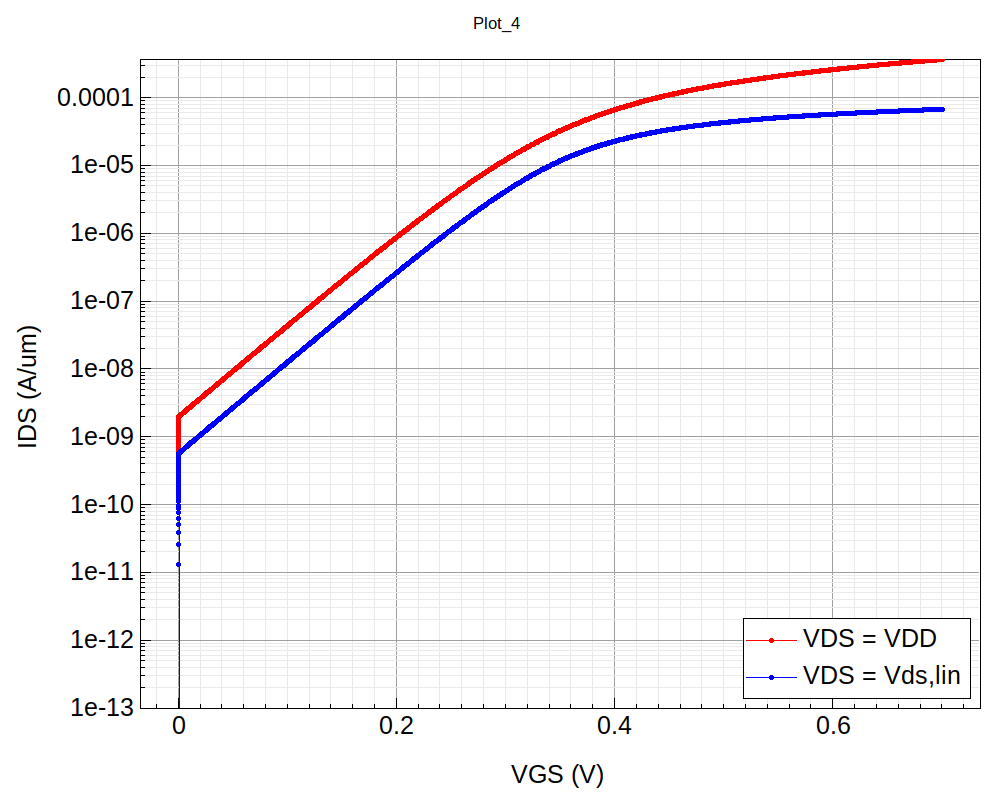 Plot_4
IDS (A/um)
0.0001
1e-05
1e-06
1e-07
1e-08
1e-09
1e-10
1e-11
1e-12
1e-13
0 0.2 0.4 0.6
VGS (V)
VDS = VDD
VDS = Vds,lin